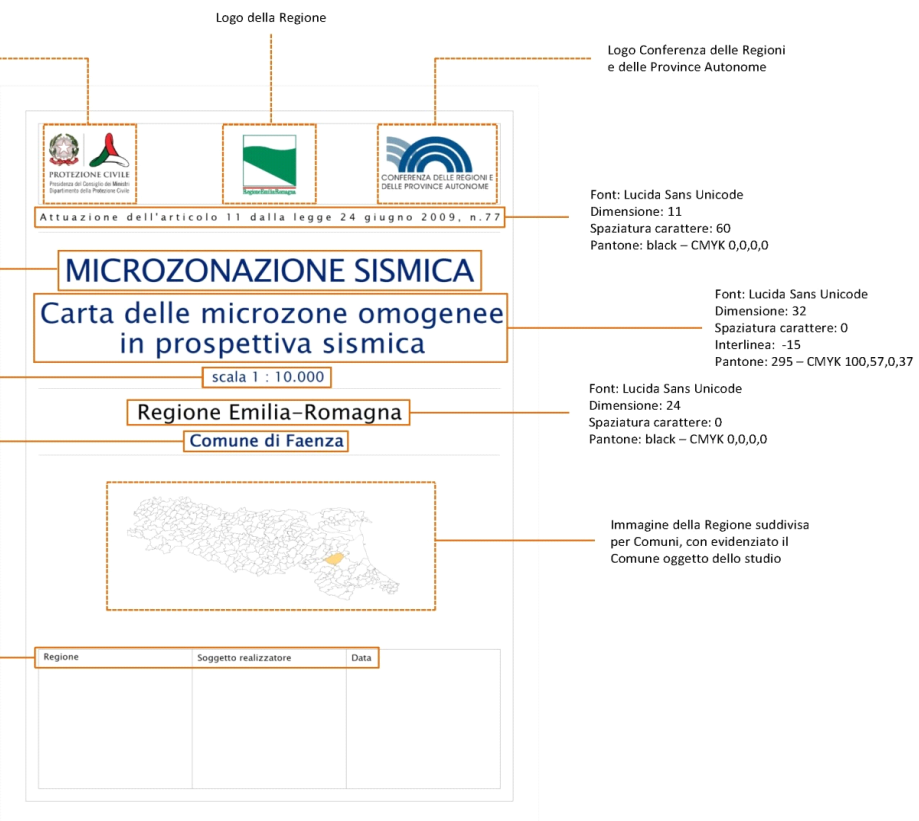 Logo della Regione
Logo Conferenza delle Regioni
e delle Province Autonome
PROTEZIONE CIVILE
Presidenza del Consiglio dei Ministri
Dipartimento della Protezione Civile
RegioneEmiliaRomagna
CONFERENZA DELLE REGIONI E
DELLE PROVINCE AUTONOME
Attuazione dell'articolo 11 dalla legge 24 giugno 2009, n.77
Font: Lucida Sans Unicode
Dimensione: 11
Spaziatura carattere: 60
Pantone: black – CMYK 0,0,0,0
MICROZONAZIONE SISMICA
Carta delle microzone omogenee
in prospettiva sismica
Font: Lucida Sans Unicode
Dimensione: 32
Spaziatura carattere: 0
Interlinea: -15
Pantone: 295 – CMYK 100,57,0,37
scala 1 : 10.000
Regione Emilia-Romagna
Font: Lucida Sans Unicode
Dimensione: 24
Spaziatura carattere: 0
Pantone: black – CMYK 0,0,0,0
Comune di Faenza
Immagine della Regione suddivisa
per Comuni, con evidenziato il
Comune oggetto dello studio
Regione
Soggetto realizzatore
Data